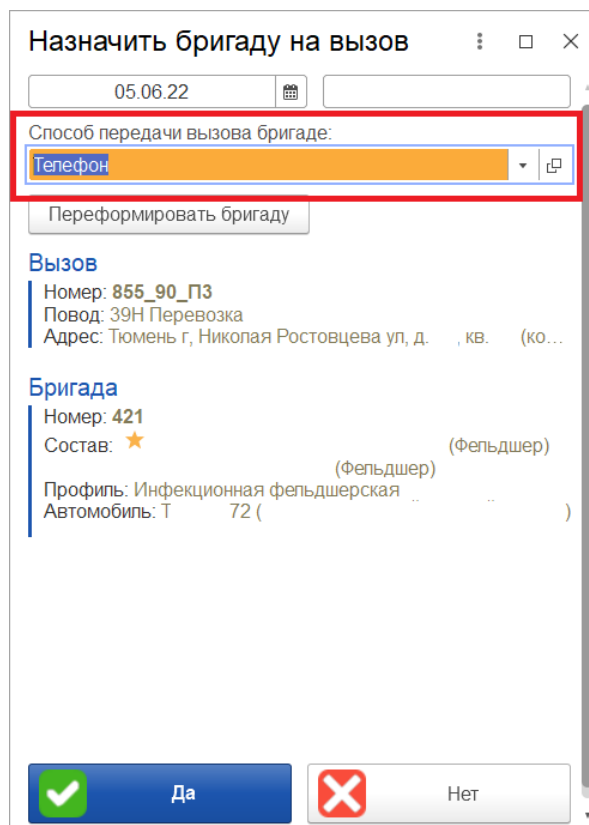 Назначить бригаду на вызов
05.06.22
Способ передачи вызова бригаде:
Телефон
Переформировать бригаду
Вызов
Номер: 855_90_ПЗ
Повод: 39Н Перевозка
Адрес: Тюмень г, Николая Ростовцева ул, д. , кв. (ко...
Бригада
Номер: 421
Состав: (Фельдшер)
(Фельдшер)
Профиль: Инфекционная фельдшерская
Автомобиль: Т 72 ( )
Да
Нет